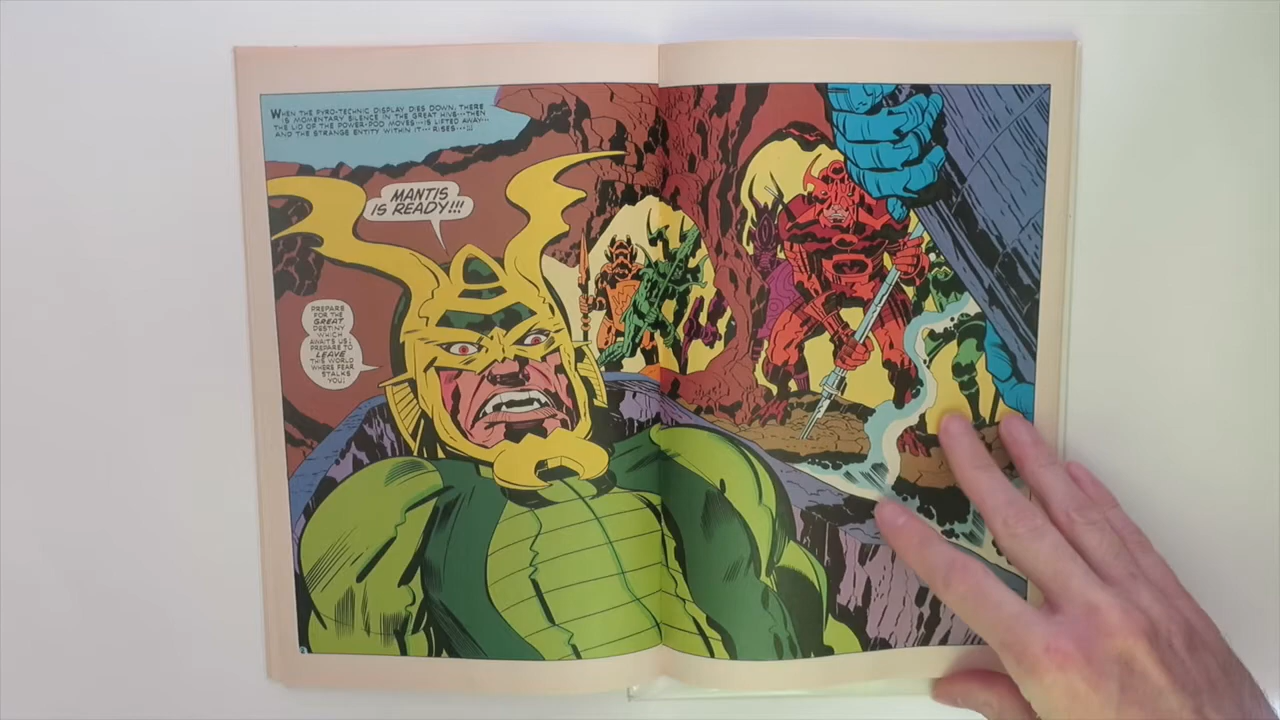 WHEN THE PYRO-TECHNIC DISPLAY DIES DOWN, THERE
IS MOMENTARY SILENCE IN THE GREAT HIVE--THEN
THE LID OF THE POWER-POD MOVES--IS LIFTED AWAY--
AND THE STRANGE ENTITY WITHIN IT--RISES--!!
MANTIS
IS READY!!!
PREPARE
FOR THE
GREAT
DESTINY
WHICH
AWAITS US!
PREPARE TO
LEAVE
THIS WORLD
WHERE FEAR
STALKS
YOU!